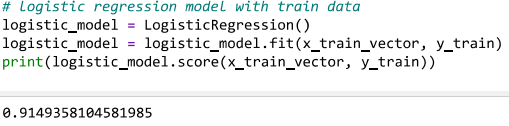 # logistic regression model with train data
logistic_model = LogisticRegression()
logistic_model = logistic_model.fit(x_train_vector, y_train)
print(logistic_model.score(x_train_vector, y_train))
0.9149358104581985